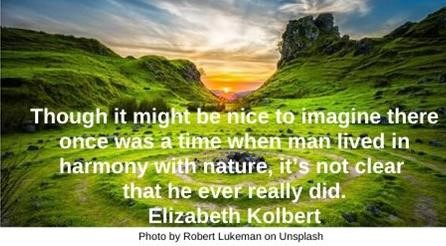 Though it might be nice to imagine there
once was a time when man lived in
harmony with nature, it's not clear
that he ever really did.
Elizabeth Kolbert
Photo by Robert Lukeman on Unsplash